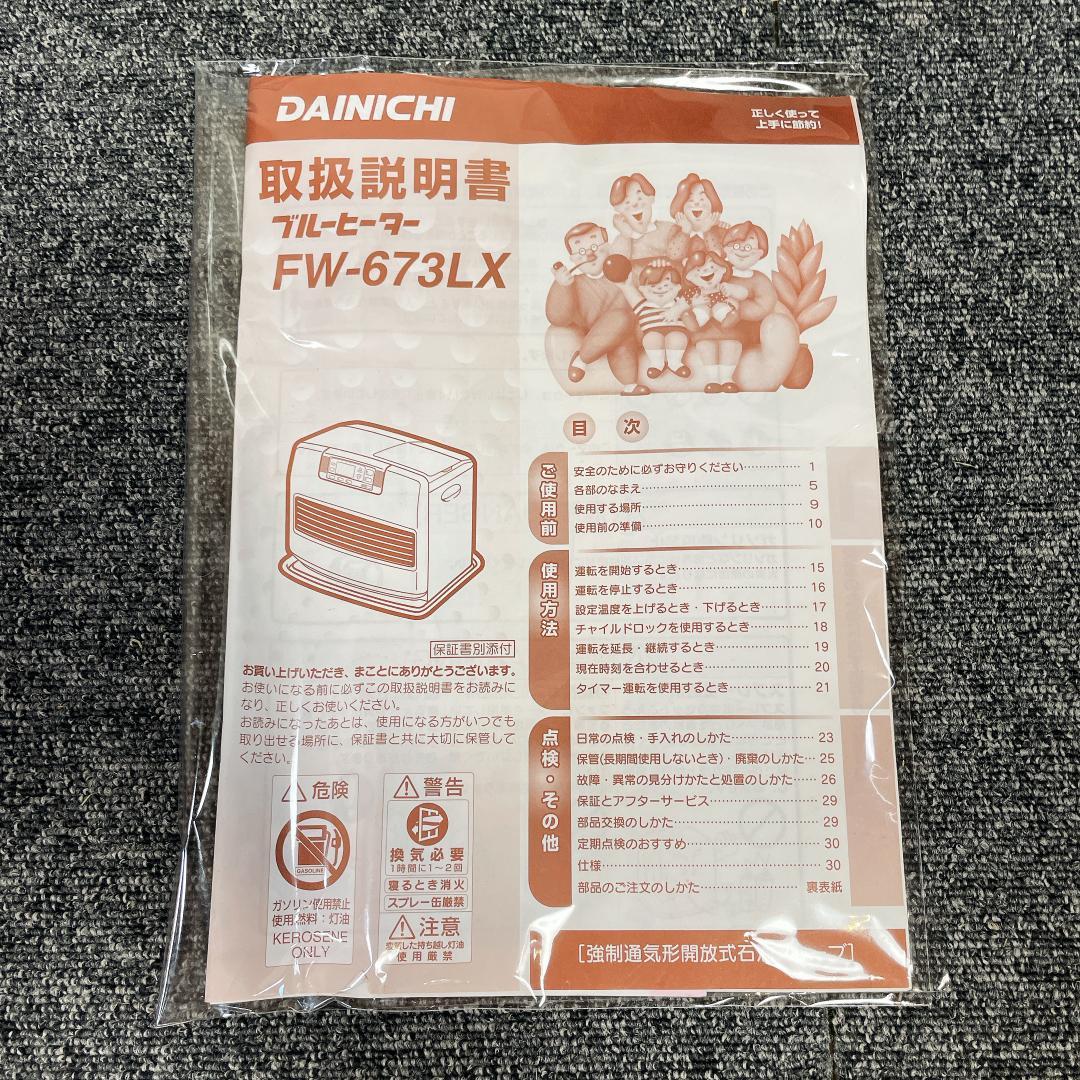 DAINICHI
正しく使って
上手に節約!
取扱説明書
ブルーヒーター
FW-673LX
目次
ご使用前
安全のために必ずお守りください…………… 1
各部のなまえ…………………………… 5
使用する場所…………………………… 9
使用前の準備…………………………… 10
使用方法
運転を開始するとき…………………… 15
運転を停止するとき…………………… 16
設定温度を上げるとき・下げるとき………… 17
チャイルドロックを使用するとき………… 18
運転を延長・継続するとき……………… 19
現在時刻を合わせるとき………………… 20
タイマー運転を使用するとき…………… 21
点検・その他
日常の点検・手入れのしかた…………… 23
保管(長期間使用しないとき)・廃棄のしかた… 25
故障・異常の見分けかたと処置のしかた…… 26
保証とアフターサービス………………… 29
部品交換のしかた……………………… 29
定期点検のおすすめ…………………… 30
仕様……………………………………… 30
部品のご注文のしかた………………… 裏表紙
保証書別添付
お買い上げいただき、まことにありがとうございます。
お使いになる前に必ずこの取扱説明書をお読みに
なり、正しくお使いください。
お読みになったあとは、使用になる方がいつでも
取り出せる場所に、保証書と共に大切に保管して
ください。
危険
GASOLINE
ガソリン使用禁止
使用燃料:灯油
KEROSENE
ONLY
警告
換気必要
1時間に1~2回
寝るとき消火
スプレー缶厳禁
注意
変質した持ち越し灯油
使用厳禁
[強制通気形開放式石 ブ]